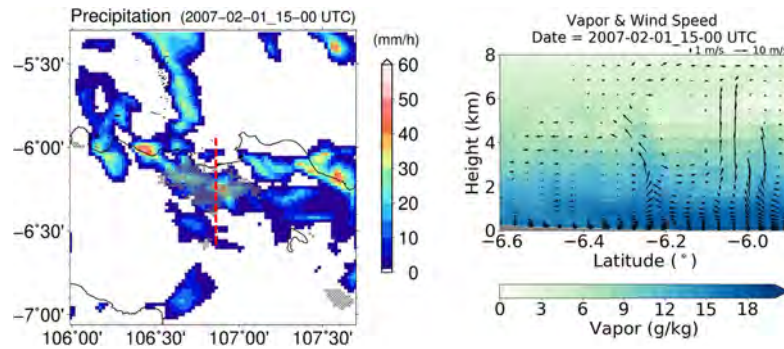 Precipitation (2007-02-01_15-00 UTC)
(mm/h)
60
50
40
30
20
10
0
-5°30'
-6°00'
-6°30'
-7°00'
106°00' 106°30' 107°00' 107°30'
Vapor & Wind Speed
Date = 2007-02-01_15-00 UTC
1 m/s 10 m/s
Height (km)
8
6
4
2
0
-6.6 -6.4 -6.2 -6.0
Latitude (°)
0 3 6 9 12 15 18
Vapor (g/kg)